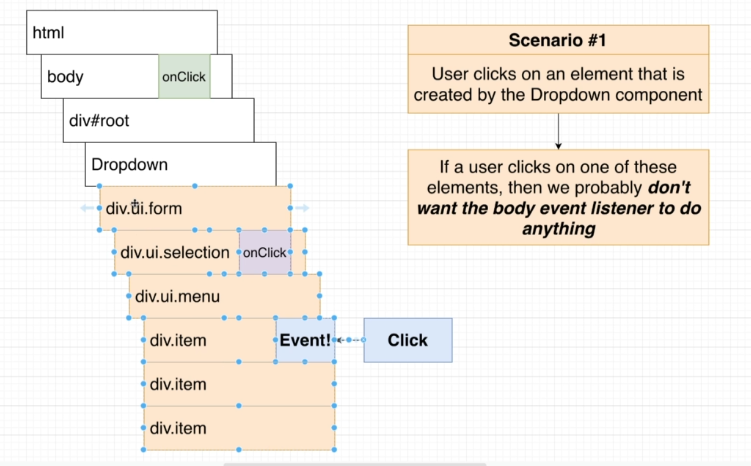 html
body
onClick
div#root
Dropdown
div.ui.form
div.ui.selection
onClick
div.ui.menu
div.item
Event!
Click
div.item
div.item
Scenario #1
User clicks on an element that is
created by the Dropdown component
If a user clicks on one of these
elements, then we probably don't
want the body event listener to do
anything